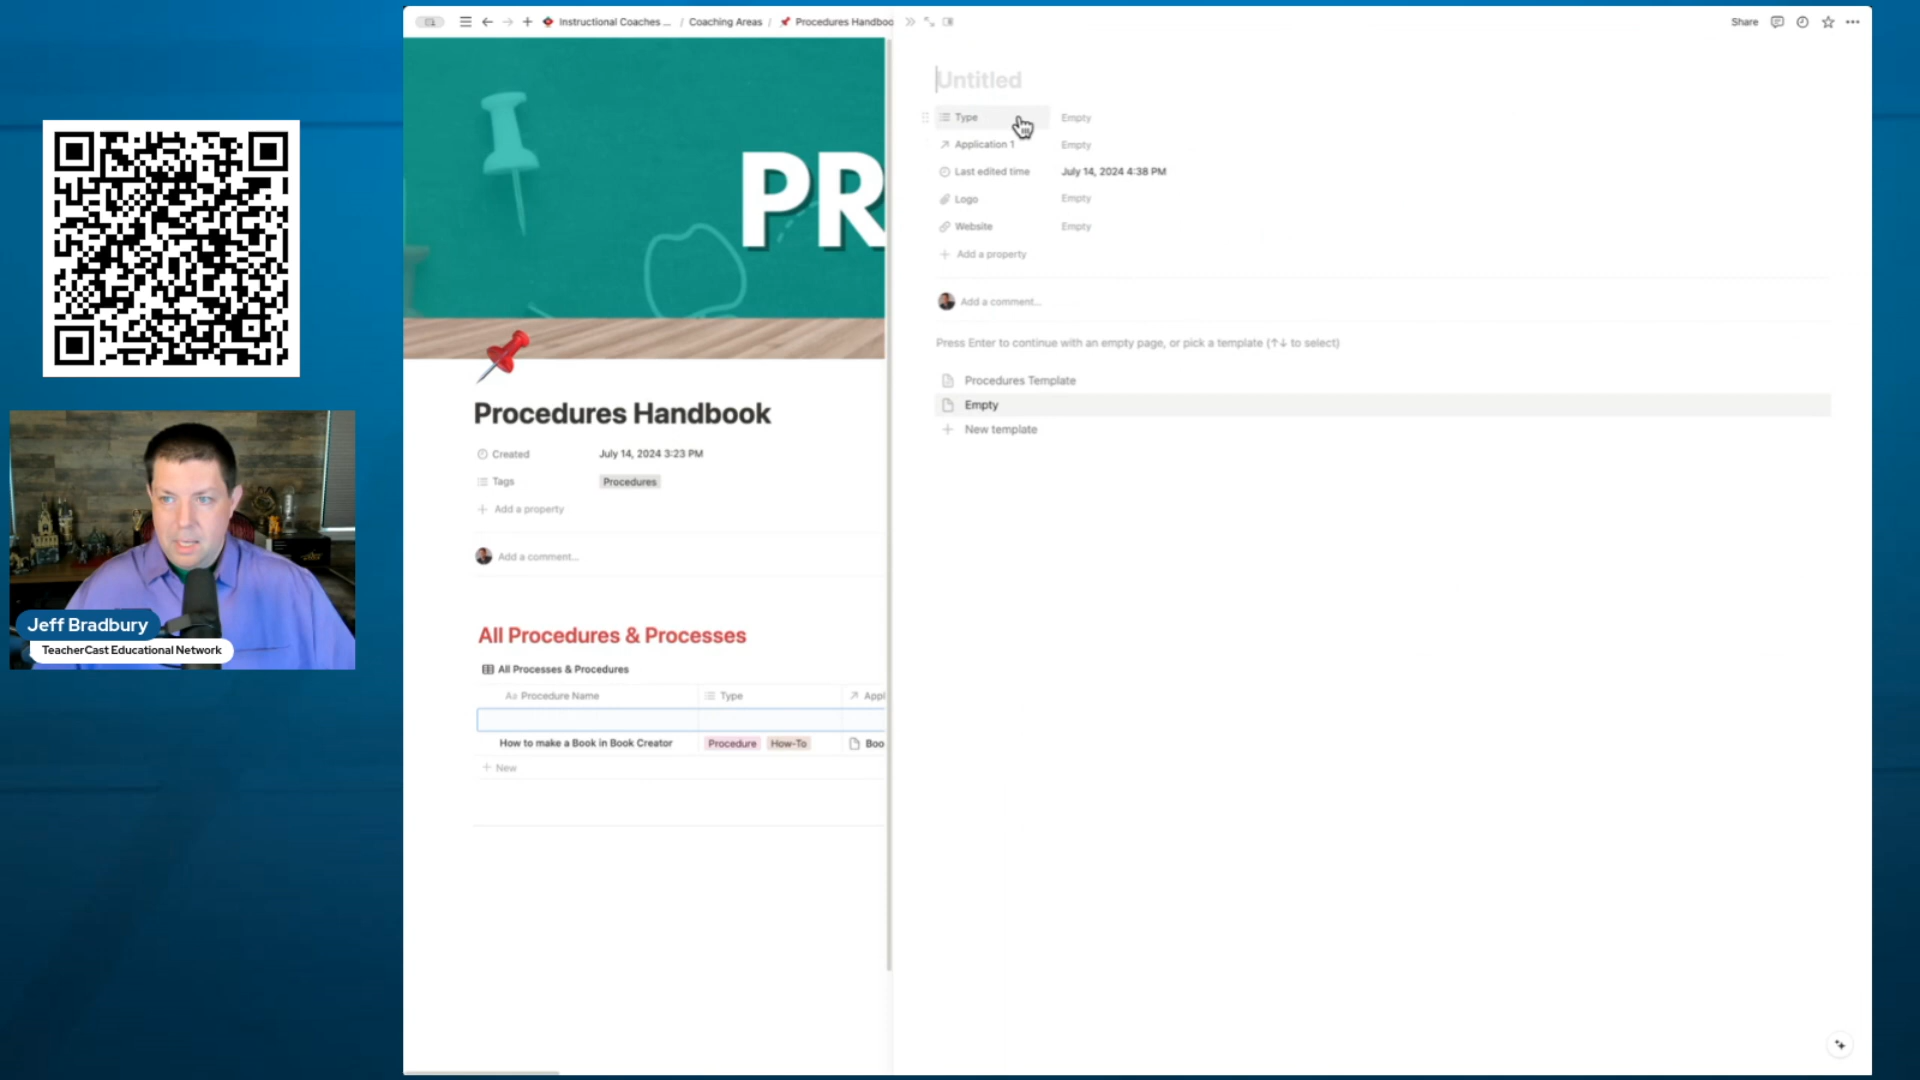 Instructional Coaches ... / Coaching Areas / Procedures Handboo
Share
PR
Procedures Handbook
Created July 14, 2024 3:23 PM
Tags Procedures
Add a property
Add a comment...
All Procedures & Processes
All Processes & Procedures
Aa Procedure Name Type Appl
How to make a Book in Book Creator Procedure How-To Boo
+ New
Untitled
Type Empty
Application 1 Empty
Last edited time July 14, 2024 4:38 PM
Logo Empty
Website Empty
+ Add a property
Add a comment...
Press Enter to continue with an empty page, or pick a template (↑↓ to select)
Procedures Template
Empty
+ New template
Jeff Bradbury
TeacherCast Educational Network